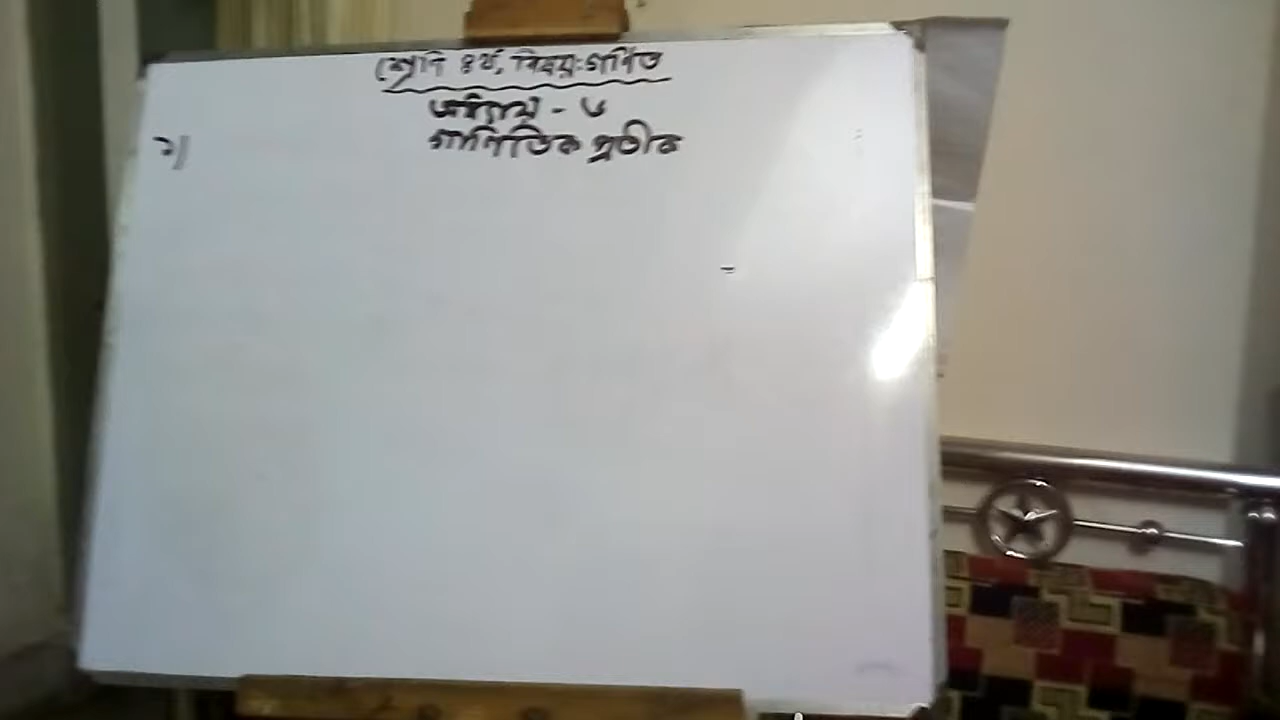 শ্রেণি ৪র্থ, বিষয়: গণিত
অধ্যায় - ৬
গাণিতিক প্রতীক
১)